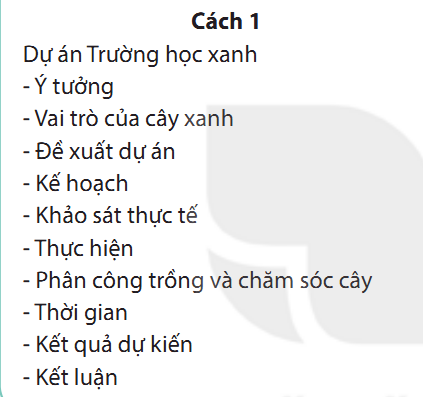 Cách 1
Dự án Trường học xanh
- Ý tưởng
- Vai trò của cây xanh
- Đề xuất dự án
- Kế hoạch
- Khảo sát thực tế
- Thực hiện
- Phân công trồng và chăm sóc cây
- Thời gian
- Kết quả dự kiến
- Kết luận